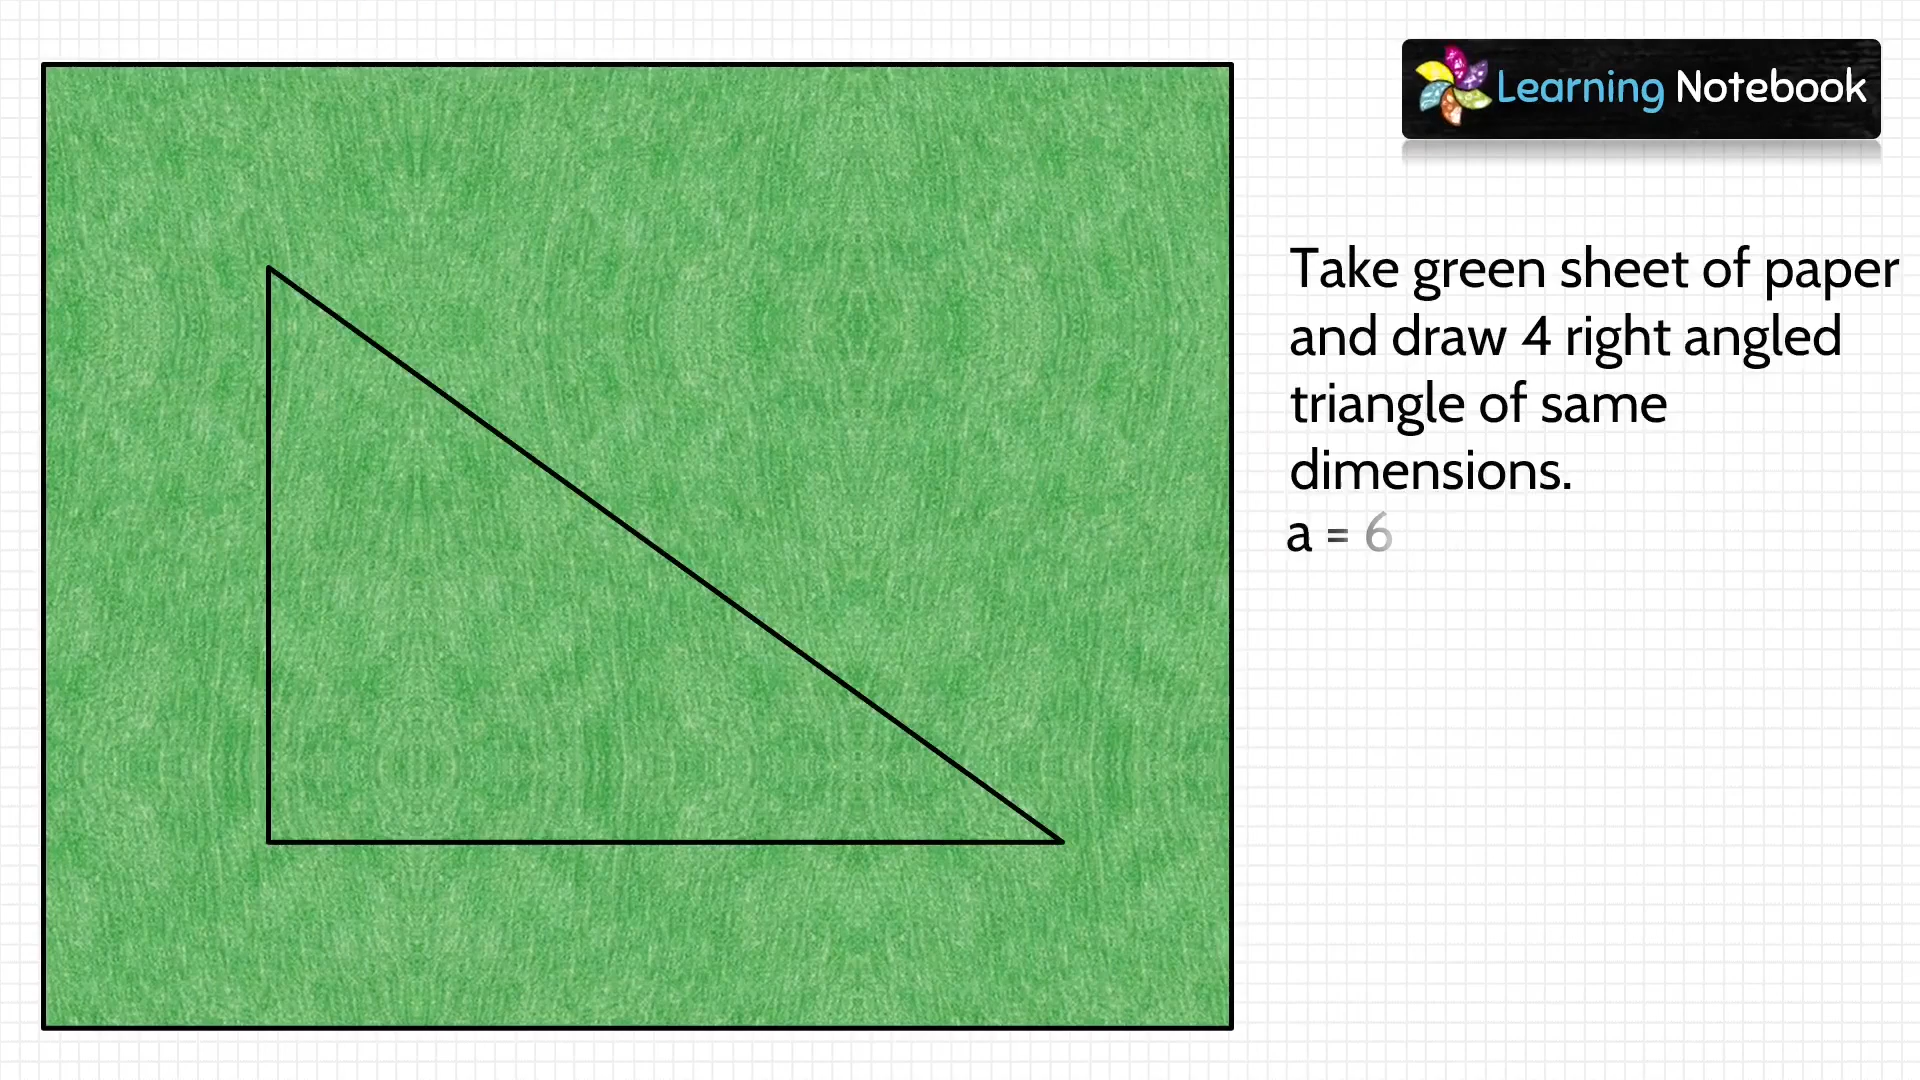 Learning Notebook
Take green sheet of paper
and draw 4 right angled
triangle of same
dimensions.
a = 6